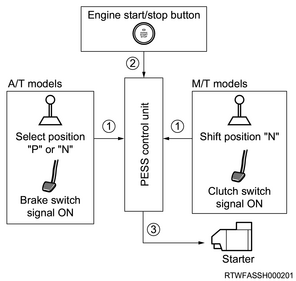 Engine start/stop button
A/T models
M/T models
2
Select position
"P" or "N"
Brake switch
signal ON
1
PESS control unit
1
Shift position "N"
Clutch switch
signal ON
3
Starter
RTWFASSH000201